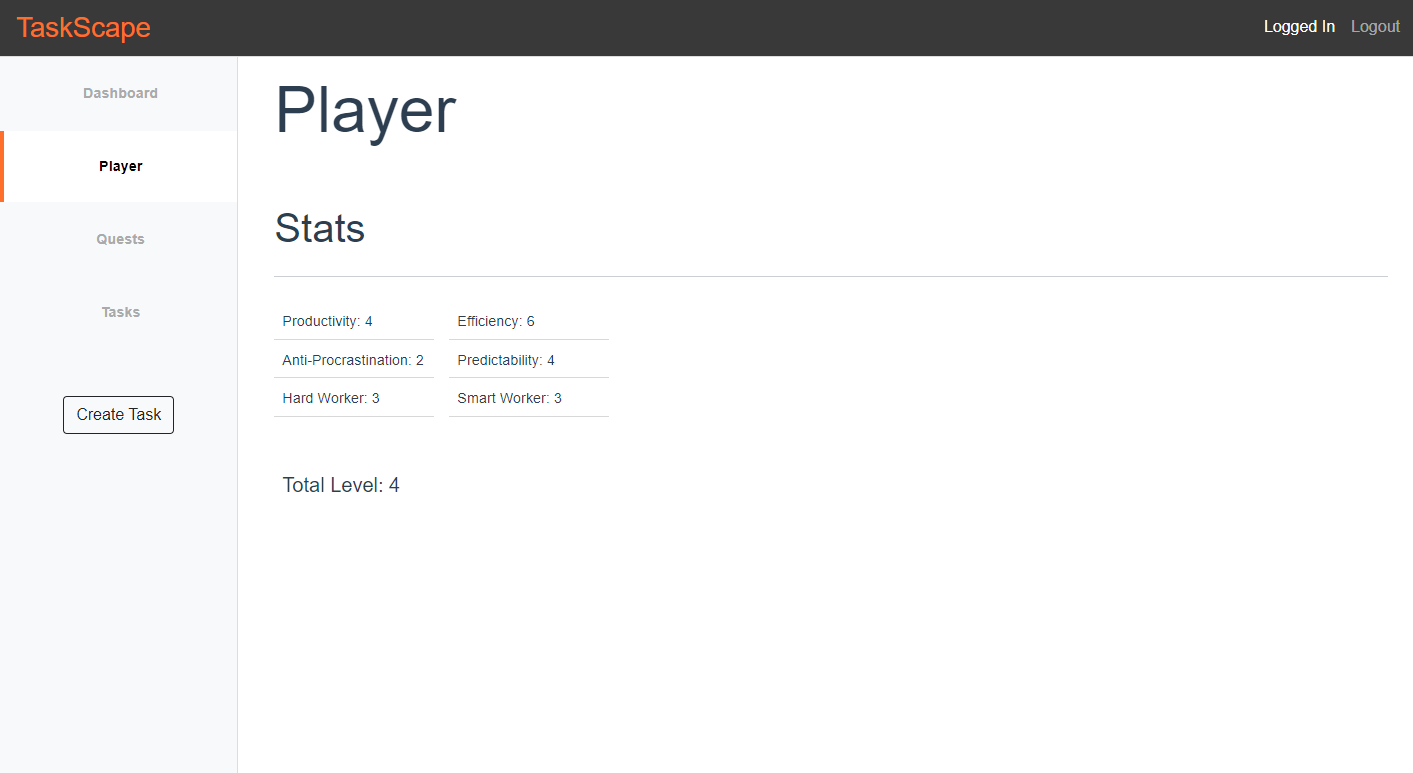 TaskScape
Logged In Logout
Dashboard
Player
Quests
Tasks
Create Task
Player
Stats
Productivity: 4 Efficiency: 6
Anti-Procrastination: 2 Predictability: 4
Hard Worker: 3 Smart Worker: 3
Total Level: 4